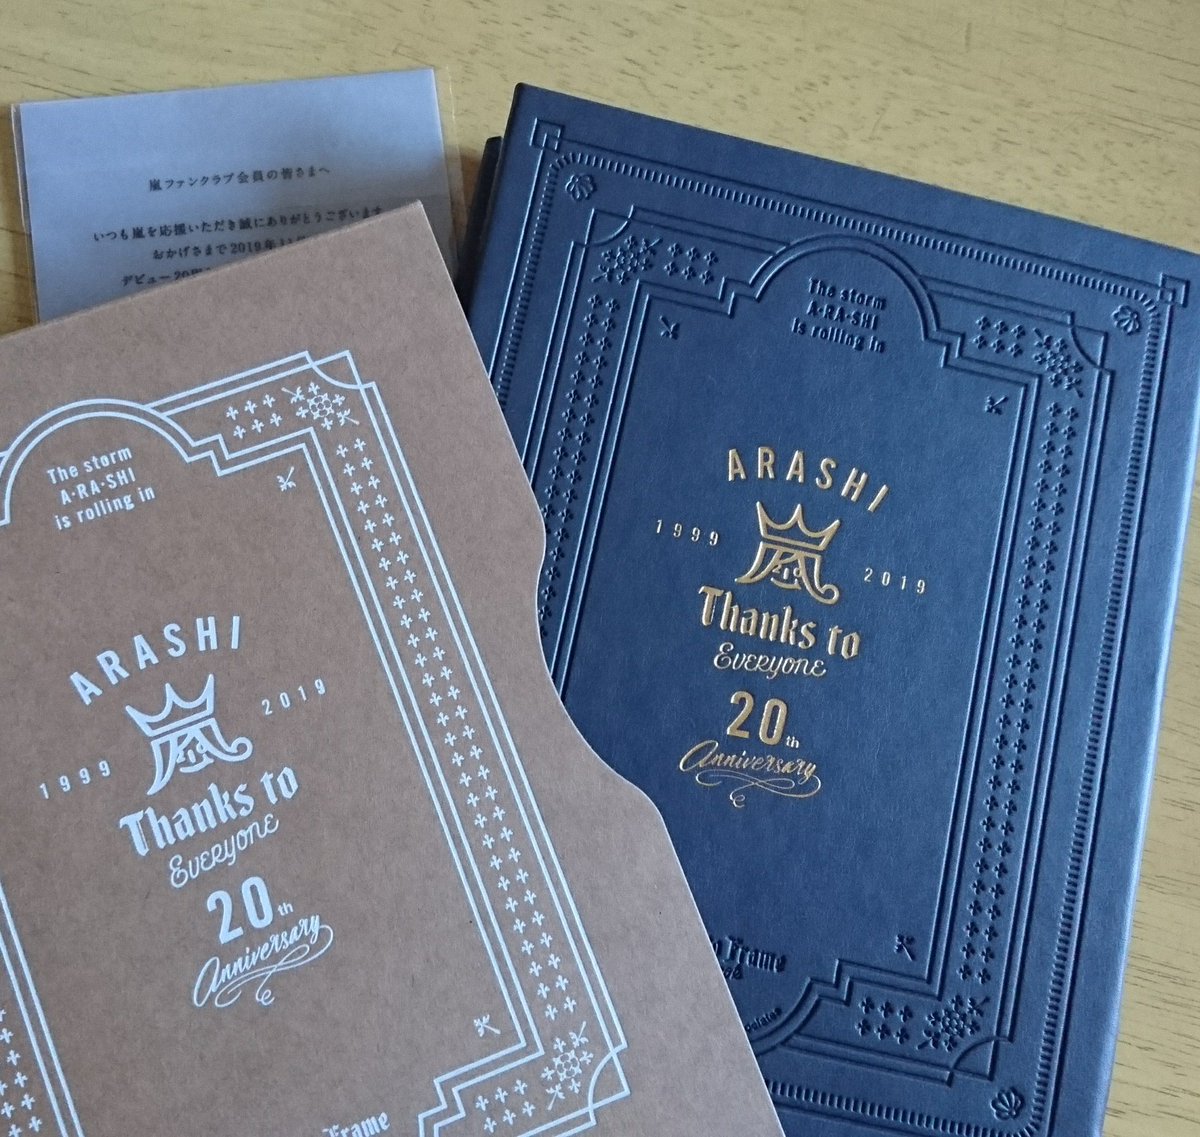 嵐ファンクラブ会員の皆さまへ
いつも嵐を応援いただき誠にありがとうございます
おかげさまで2019年11
デビュー20
The storm
A・RA・SHI
is rolling in
ARASHI
1999 2019
嵐
Thanks to
EVERYONE
20th
Anniversary
Frame
The storm
A・RA・SHI
is rolling in
ARASHI
1999 2019
嵐
Thanks to
EVERYONE
20th
Anniversary
Frame